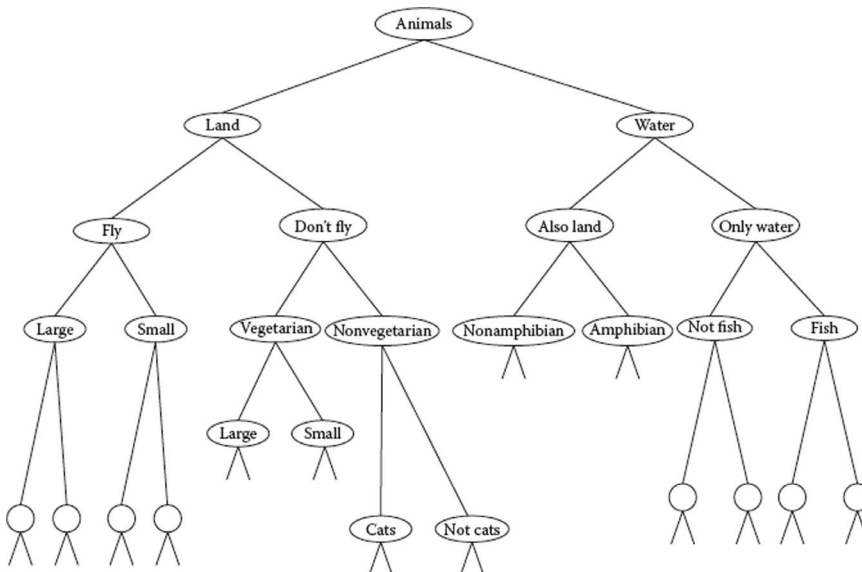 Animals
Land
Water
Fly
Don't fly
Also land
Only water
Large
Small
Vegetarian
Nonvegetarian
Nonamphibian
Amphibian
Not fish
Fish
Large
Small
Cats
Not cats